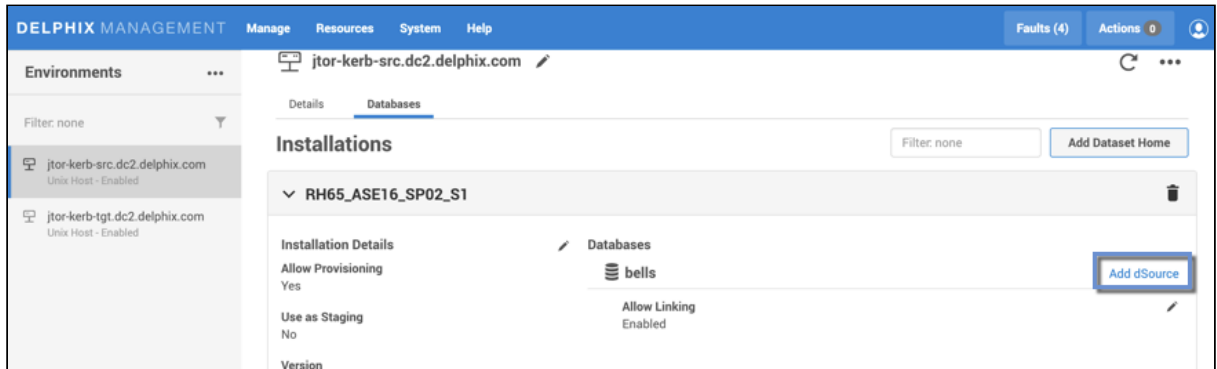 DELPHIX MANAGEMENT Manage Resources System Help Faults (4) Actions 0
Environments ...
jtor-kerb-src.dc2.delphix.com ...
Details Databases
Filter: none
Installations Filter: none Add Dataset Home
jtor-kerb-src.dc2.delphix.com
Unix Host - Enabled
RH65_ASE16_SP02_S1
jtor-kerb-tgt.dc2.delphix.com
Unix Host - Enabled
Installation Details Databases
Allow Provisioning bells Add dSource
Yes
Use as Staging Allow Linking
No Enabled
Version